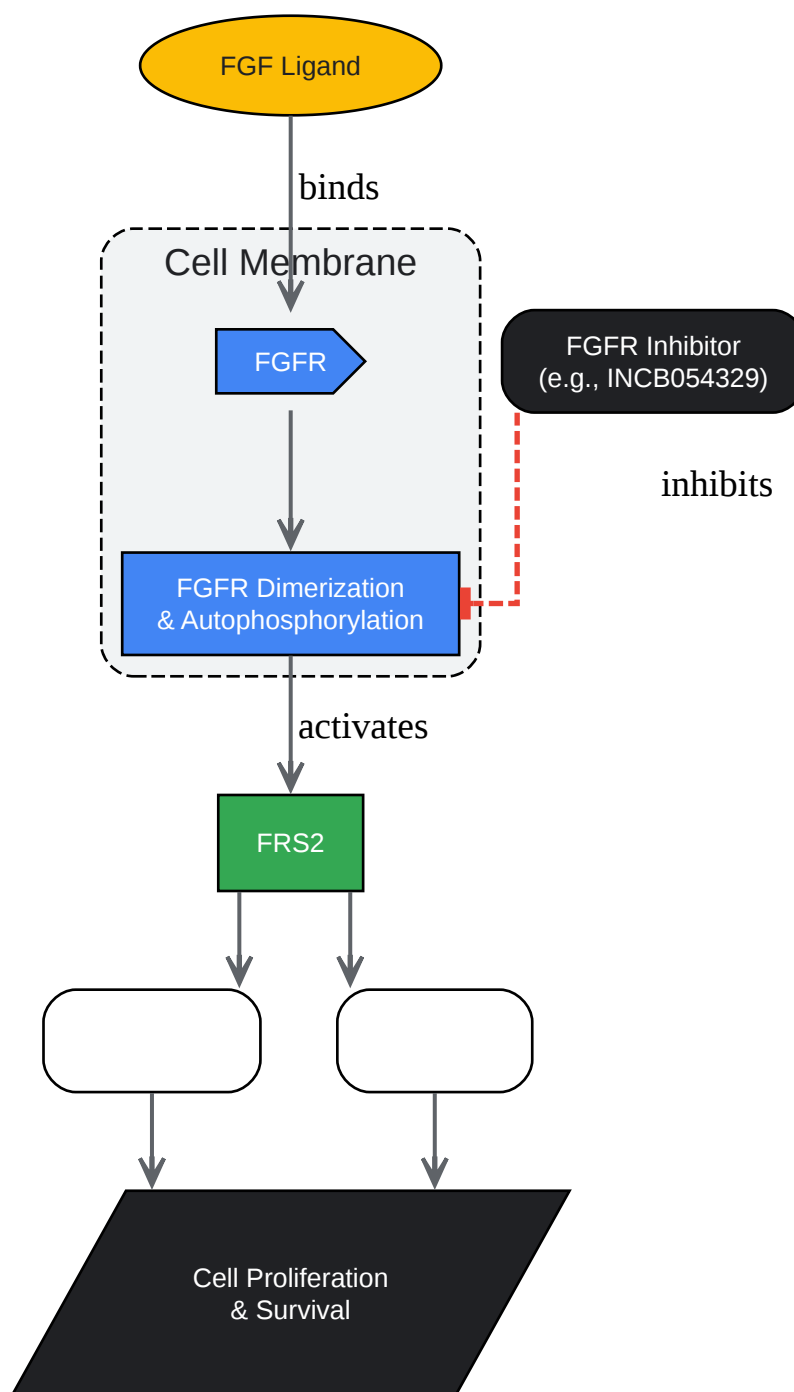 FGF Ligand
binds
Cell Membrane
FGFR
FGFR Inhibitor
(e.g., INCB054329)
inhibits
FGFR Dimerization
& Autophosphorylation
activates
FRS2
Cell Proliferation
& Survival